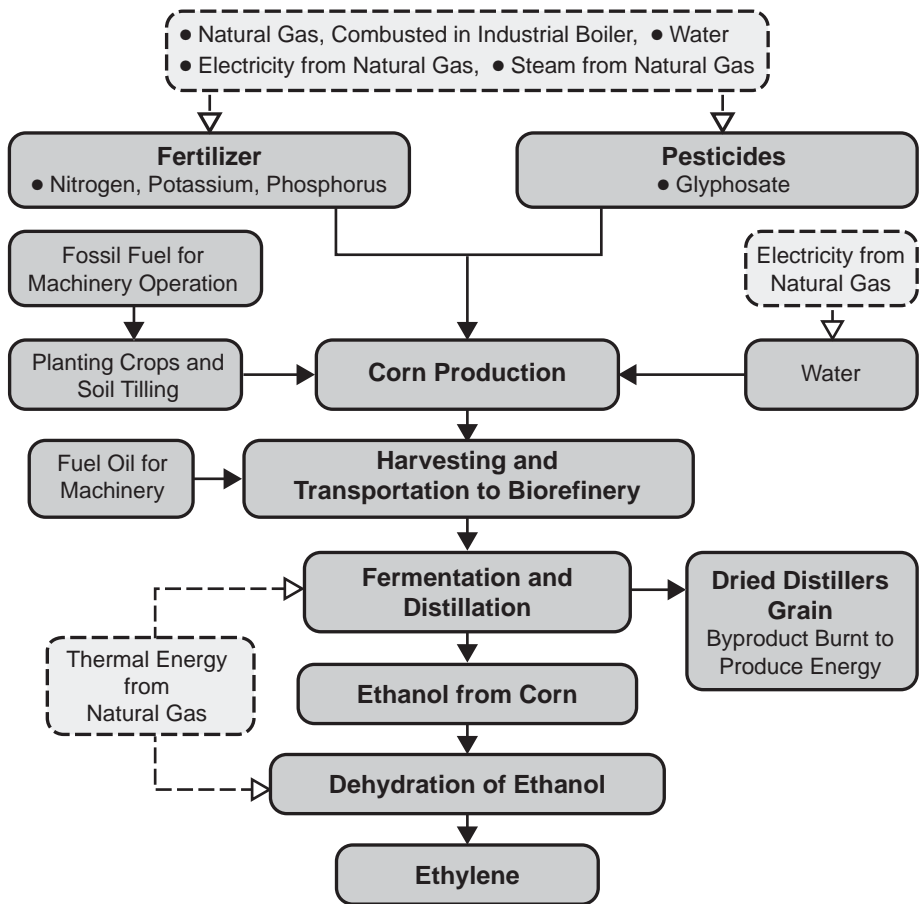 ● Natural Gas, Combusted in Industrial Boiler, ● Water
● Electricity from Natural Gas, ● Steam from Natural Gas
Fertilizer
● Nitrogen, Potassium, Phosphorus
Pesticides
● Glyphosate
Fossil Fuel for
Machinery Operation
Electricity from
Natural Gas
Planting Crops and
Soil Tilling
Corn Production
Water
Fuel Oil for
Machinery
Harvesting and
Transportation to Biorefinery
Fermentation and
Distillation
Dried Distillers
Grain
Byproduct Burnt to
Produce Energy
Thermal Energy
from
Natural Gas
Ethanol from Corn
Dehydration of Ethanol
Ethylene